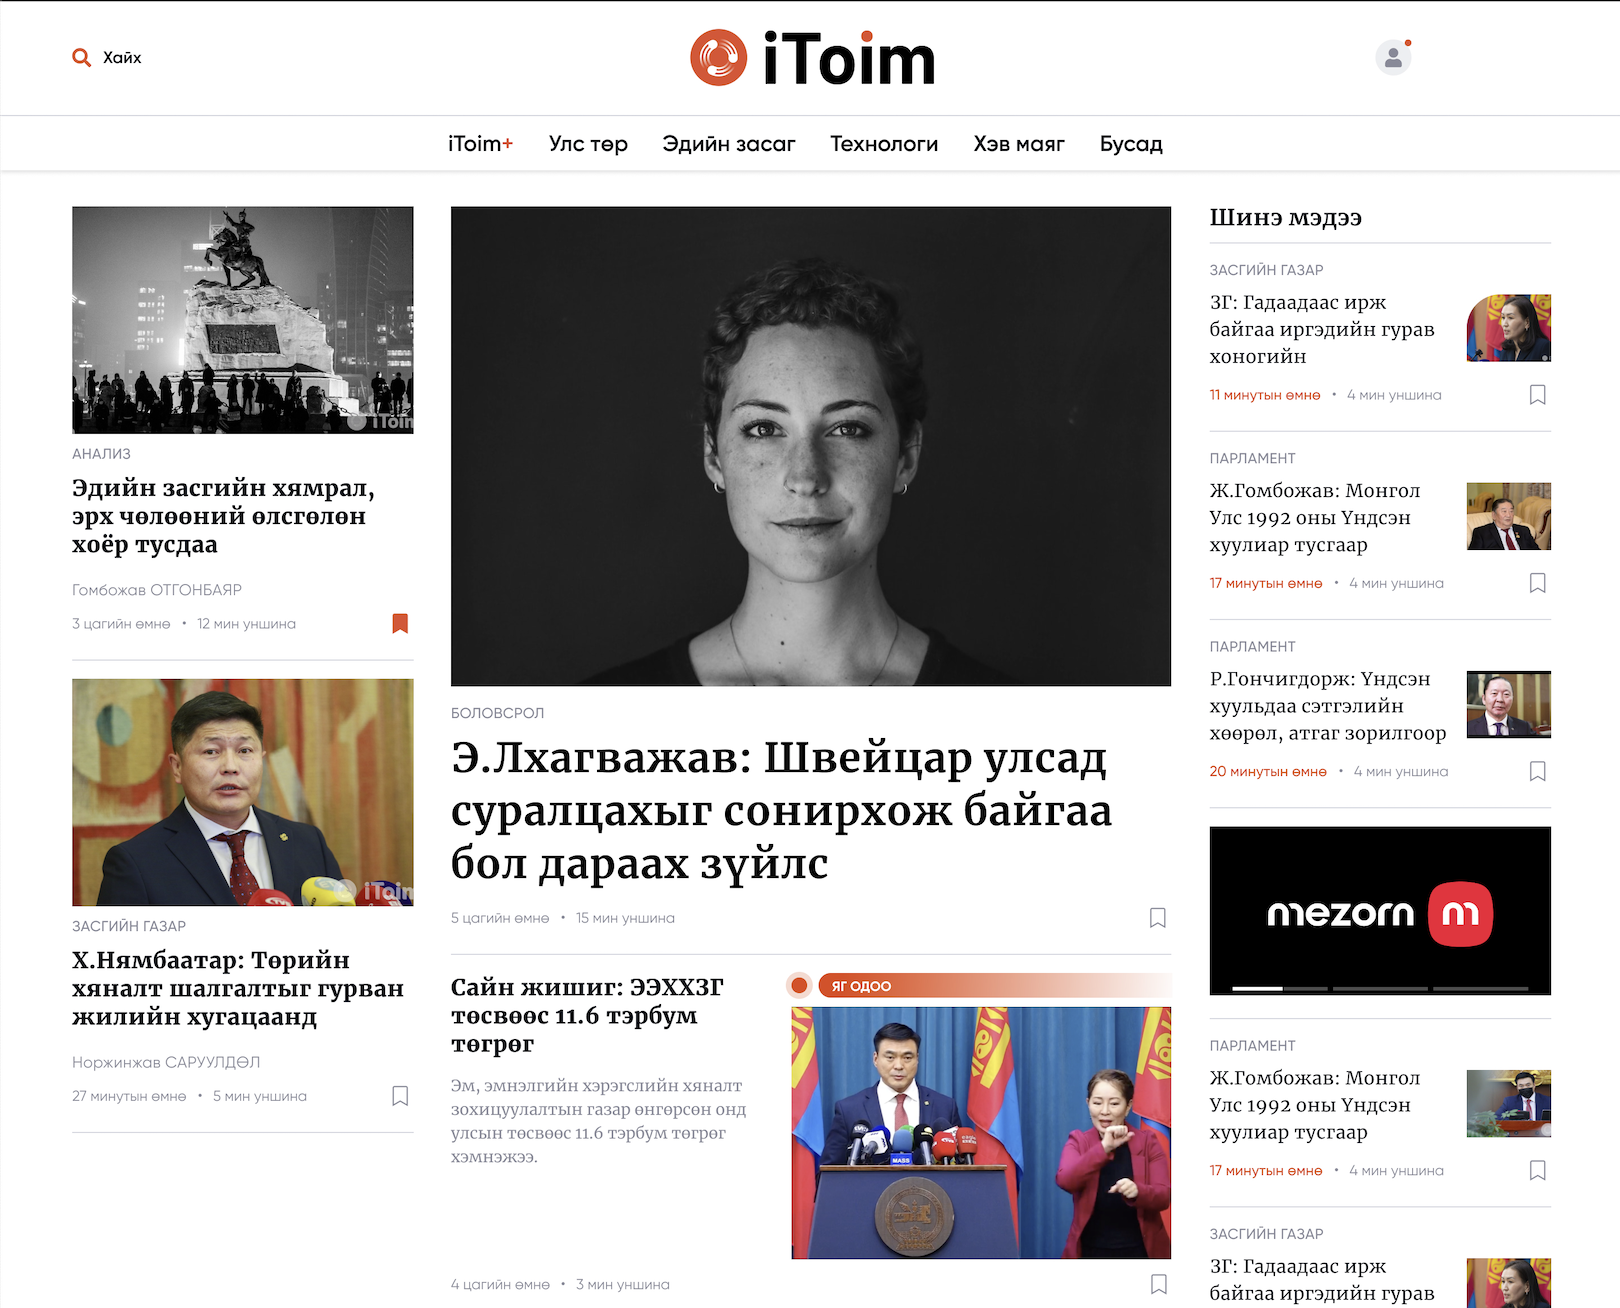 Хайх
iToim
iToim+
Улс төр
Эдийн засаг
Технологи
Хэв маяг
Бусад
iToim
АНАЛИЗ
Эдийн засгийн хямрал,
эрх чөлөөний өлсгөлөн
хоёр тусдаа
Гомбожав ОТГОНБАЯР
3 цагийн өмнө • 12 мин уншина
iToim
ЗАСГИЙН ГАЗАР
Х.Нямбаатар: Төрийн
хяналт шалгалтыг гурван
жилийн хугацаанд
Норжинжав САРУУЛДӨЛ
27 минутын өмнө • 5 мин уншина
БОЛОВСРОЛ
Э.Лхагважав: Швейцар улсад
суралцахыг сонирхож байгаа
бол дараах зүйлс
5 цагийн өмнө • 15 мин уншина
Сайн жишиг: ЭЭХХЗГ
төсвөөс 11.6 тэрбум
төгрөг
Эм, эмнэлгийн хэрэгслийн хяналт
зохицуулалтын газар өнгөрсөн онд
улсын төсвөөс 11.6 тэрбум төгрөг
хэмнэжээ.
4 цагийн өмнө • 3 мин уншина
ЯГ ОДОО
MASS
Шинэ мэдээ
ЗАСГИЙН ГАЗАР
ЗГ: Гадаадаас ирж
байгаа иргэдийн гурав
хоногийн
11 минутын өмнө • 4 мин уншина
ПАРЛАМЕНТ
Ж.Гомбожав: Монгол
Улс 1992 оны Үндсэн
хуулиар тусгаар
17 минутын өмнө • 4 мин уншина
ПАРЛАМЕНТ
Р.Гончигдорж: Үндсэн
хуульдаа сэтгэлийн
хөөрөл, атгаг зорилгоор
20 минутын өмнө • 4 мин уншина
mezorn m
ПАРЛАМЕНТ
Ж.Гомбожав: Монгол
Улс 1992 оны Үндсэн
хуулиар тусгаар
17 минутын өмнө • 4 мин уншина
ЗАСГИЙН ГАЗАР
ЗГ: Гадаадаас ирж
байгаа иргэдийн гурав